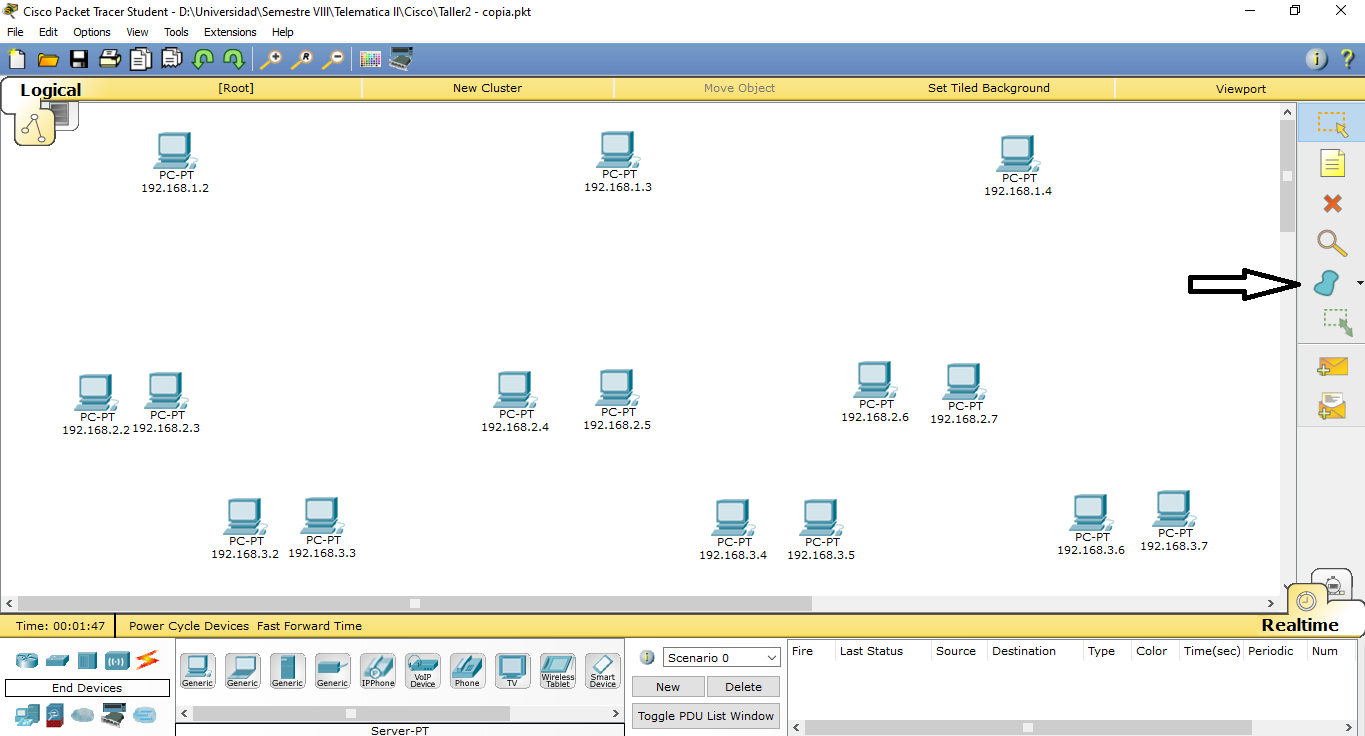 Cisco Packet Tracer Student - D:\Universidad\Semestre VIII\Telematica II\Cisco\Taller2 - copia.pkt
File Edit Options View Tools Extensions Help
Logical [Root] New Cluster Move Object Set Tiled Background Viewport
PC-PT PC-PT PC-PT
192.168.1.2 192.168.1.3 192.168.1.4
PC-PT PC-PT PC-PT PC-PT PC-PT PC-PT
192.168.2.2 192.168.2.3 192.168.2.4 192.168.2.5 192.168.2.6 192.168.2.7
PC-PT PC-PT PC-PT PC-PT PC-PT PC-PT
192.168.3.2 192.168.3.3 192.168.3.4 192.168.3.5 192.168.3.6 192.168.3.7
Time: 00:01:47 Power Cycle Devices Fast Forward Time Realtime
End Devices
Generic Generic Generic Generic IPPhone VoIP Device Phone TV Wireless Tablet Smart Device
Server-PT
Scenario 0
New Delete
Toggle PDU List Window
Fire Last Status Source Destination Type Color Time(sec) Periodic Num